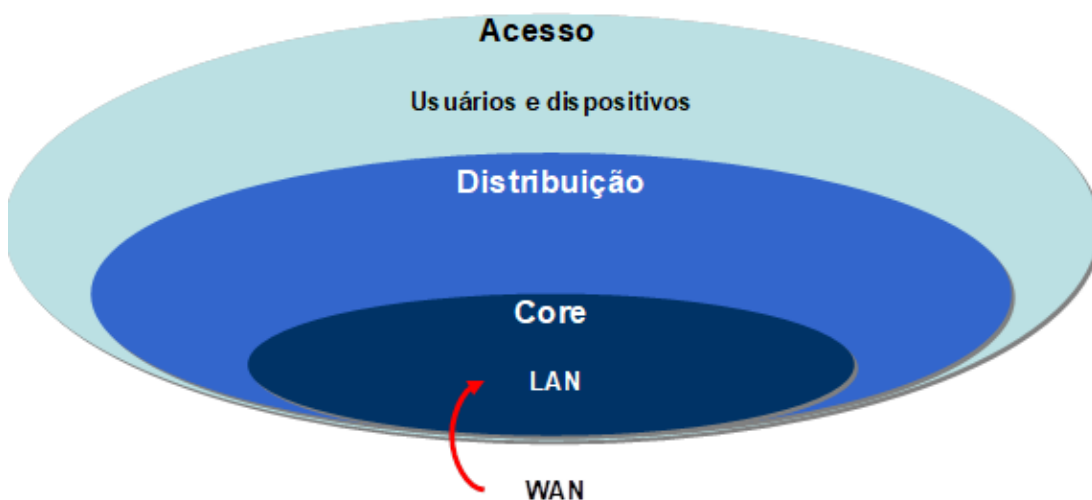 Acesso
Usuários e dispositivos
Distribuição
Core
LAN
WAN